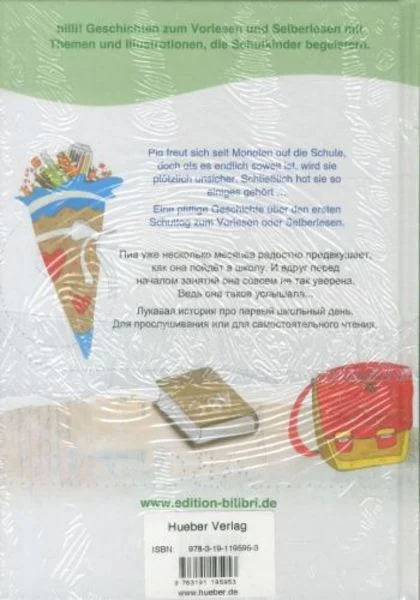 bilii! Geschichten zum Vorlesen und Selberlesen mit
Themen und Illustrationen, die Schulkinder begeistern.
Pia freut sich seit Monaten auf die Schule,
doch als es endlich soweit ist, wird sie
plötzlich unsicher. Schließlich hat sie so
einiges gehört ...
Eine pfiffige Geschichte über den ersten
Schultag zum Vorlesen oder Selberlesen.
Пиа уже несколько месяцев радостно предвкушает,
как она пойдёт в школу. И вдруг перед
началом занятий она совсем не так уверена.
Ведь она такое услышала...
Лукавая история про первый школьный день.
Для прослушивания или для самостоятельного чтения.
www.edition-bilibri.de
Hueber Verlag
ISBN: 978-3-19-119595-3
9 783191 195953
www.hueber.de